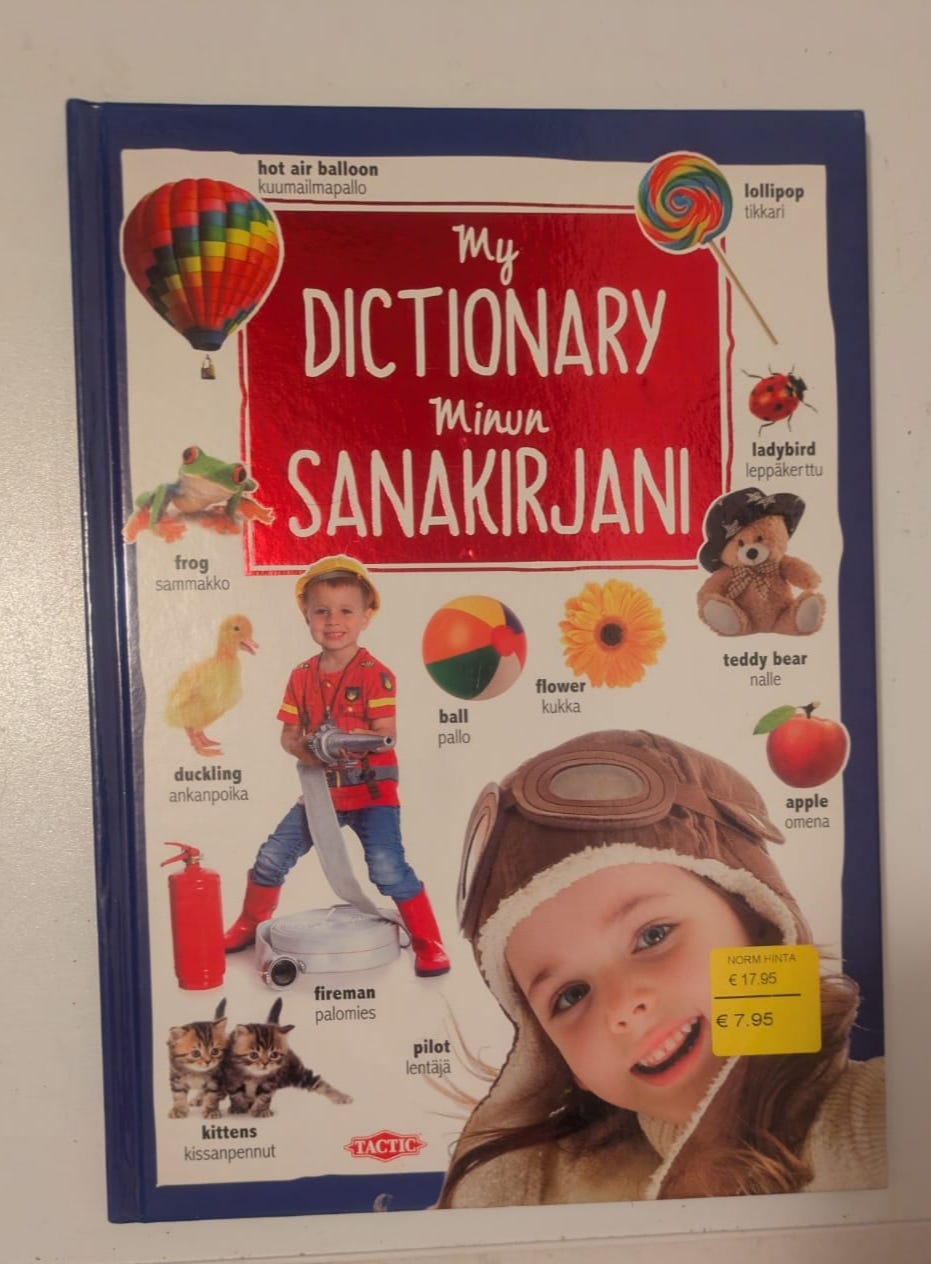 hot air balloon
kuumailmapallo
lollipop
tikkari
My
DICTIONARY
Minun
SANAKIRJANI
ladybird
leppäkerttu
frog
sammakko
teddy bear
nalle
flower
kukka
ball
pallo
duckling
ankanpoika
apple
omena
NORM.HINTA
€ 17.95
€ 7.95
fireman
palomies
pilot
lentäjä
kittens
kissanpennut
TACTIC